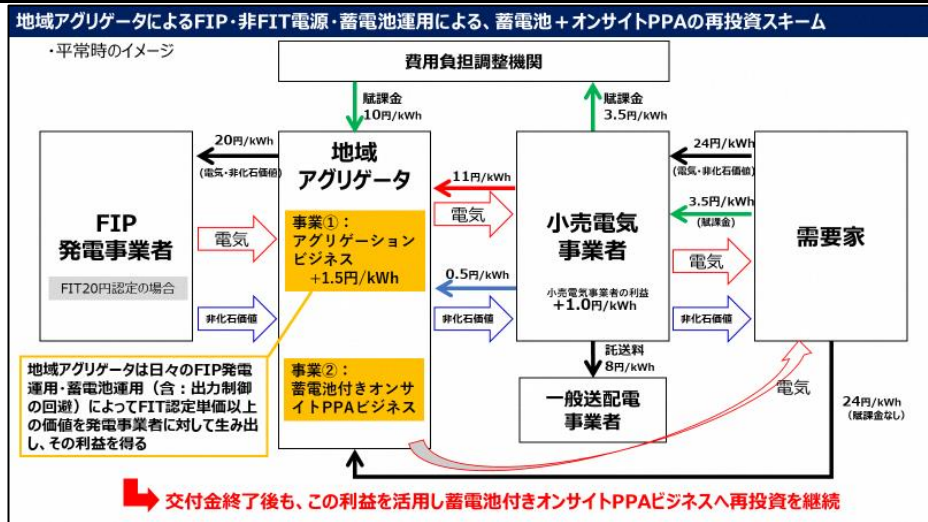 地域アグリゲータによるFIP・非FIT電源・蓄電池運用による、蓄電池+オンサイトPPAの再投資スキーム
・平常時のイメージ
費用負担調整機関
賦課金
10円/kWh
賦課金
3.5円/kWh
FIP
発電事業者
FIT20円認定の場合
20円/kWh
(電気・非化石価値)
電気
非化石価値
地域
アグリゲータ
事業①:
アグリゲーション
ビジネス
+1.5円/kWh
事業②:
蓄電池付きオンサ
イトPPAビジネス
11円/kWh
電気
0.5円/kWh
非化石価値
小売電気
事業者
小売電気事業者の利益
+1.0円/kWh
託送料
8円/kWh
一般送配電
事業者
24円/kWh
(電気・非化石価値)
3.5円/kWh
(賦課金)
電気
非化石価値
需要家
電気
24円/kWh
(賦課金なし)
地域アグリゲータは日々のFIP発電
運用・蓄電池運用(含:出力制御
の回避)によってFIT認定単価以上
の価値を発電事業者に対して生み出
し、その利益を得る
交付金終了後も、この利益を活用し蓄電池付きオンサイトPPAビジネスへ再投資を継続